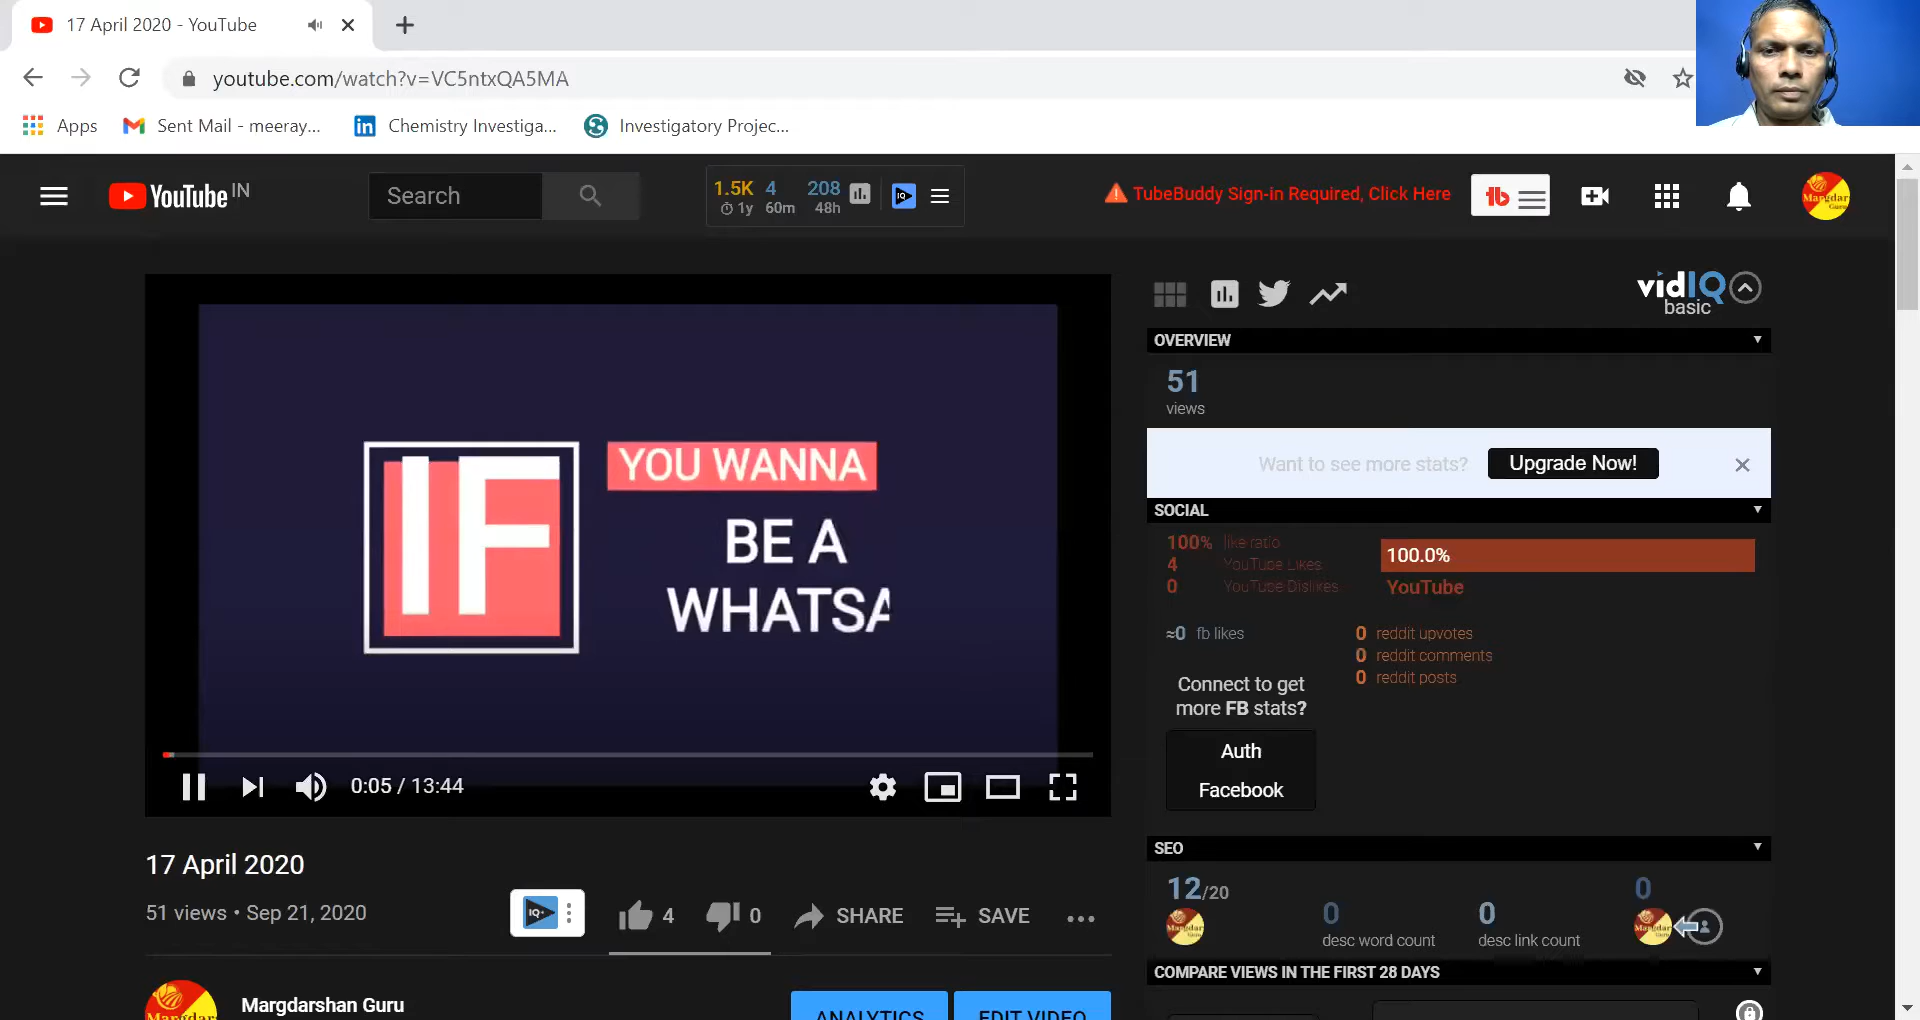 17 April 2020 - YouTube
youtube.com/watch?v=VC5ntxQA5MA
Apps
Sent Mail - meeray...
Chemistry Investiga...
Investigatory Projec...
YouTube IN
Search
1.5K 4 208
1y 60m 48h
TubeBuddy Sign-in Required, Click Here
vidIQ
basic
OVERVIEW
51
views
Want to see more stats? Upgrade Now!
SOCIAL
100% like ratio
4 YouTube Likes
0 YouTube Dislikes
100.0%
YouTube
≈0 fb likes
0 reddit upvotes
0 reddit comments
0 reddit posts
Connect to get
more FB stats?
Auth
Facebook
IF
YOU WANNA
BE A
WHATSA
0:05 / 13:44
17 April 2020
51 views • Sep 21, 2020
IQ
4
0
SHARE
SAVE
SEO
12/20
0
desc word count
0
desc link count
0
COMPARE VIEWS IN THE FIRST 28 DAYS
Margdarshan Guru
ANALYTICS
EDIT VIDEO